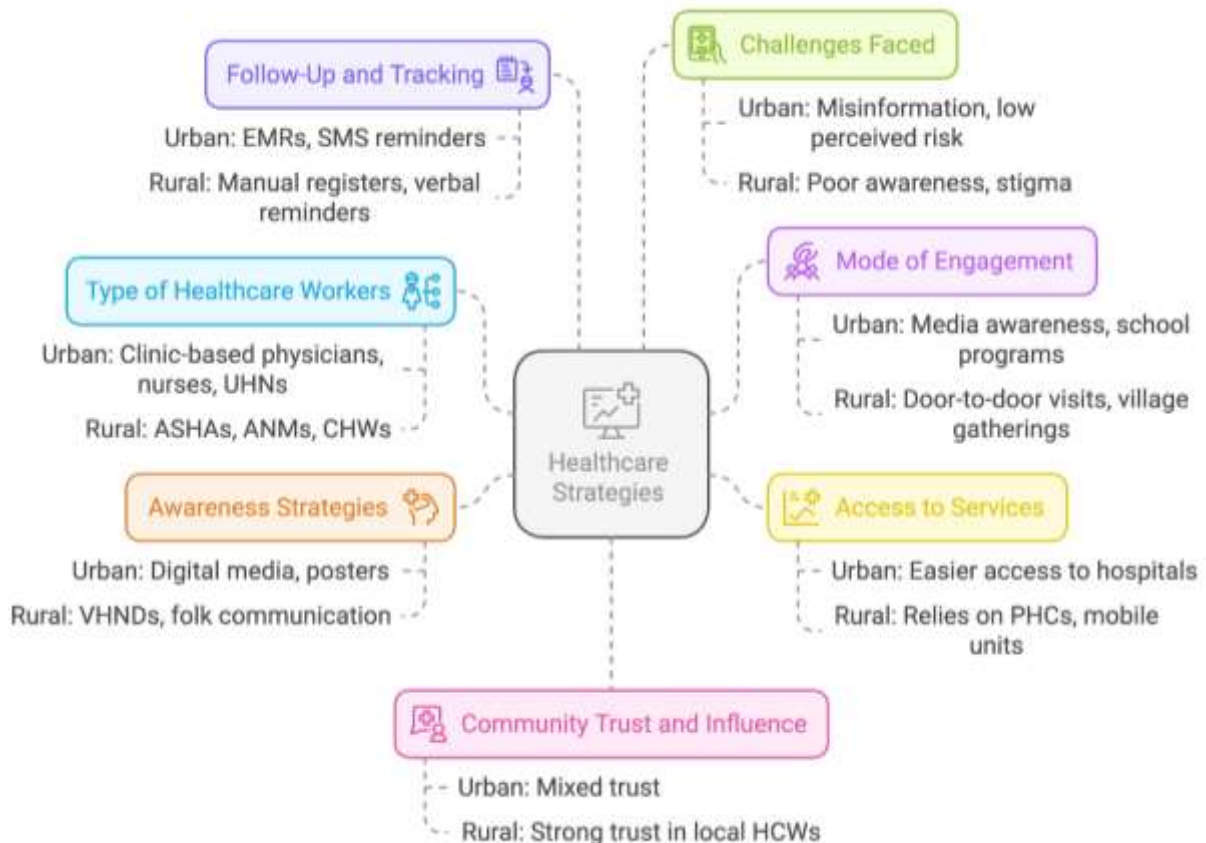 Follow-Up and Tracking
Urban: EMRs, SMS reminders
Rural: Manual registers, verbal
reminders
Type of Healthcare Workers
Urban: Clinic-based physicians,
nurses, UHNs
Rural: ASHAs, ANMs, CHWs
Awareness Strategies
Urban: Digital media, posters
Rural: VHNDs, folk communication
Healthcare
Strategies
Challenges Faced
Urban: Misinformation, low
perceived risk
Rural: Poor awareness, stigma
Mode of Engagement
Urban: Media awareness, school
programs
Rural: Door-to-door visits, village
gatherings
Access to Services
Urban: Easier access to hospitals
Rural: Relies on PHCs, mobile
units
Community Trust and Influence
Urban: Mixed trust
Rural: Strong trust in local HCWs